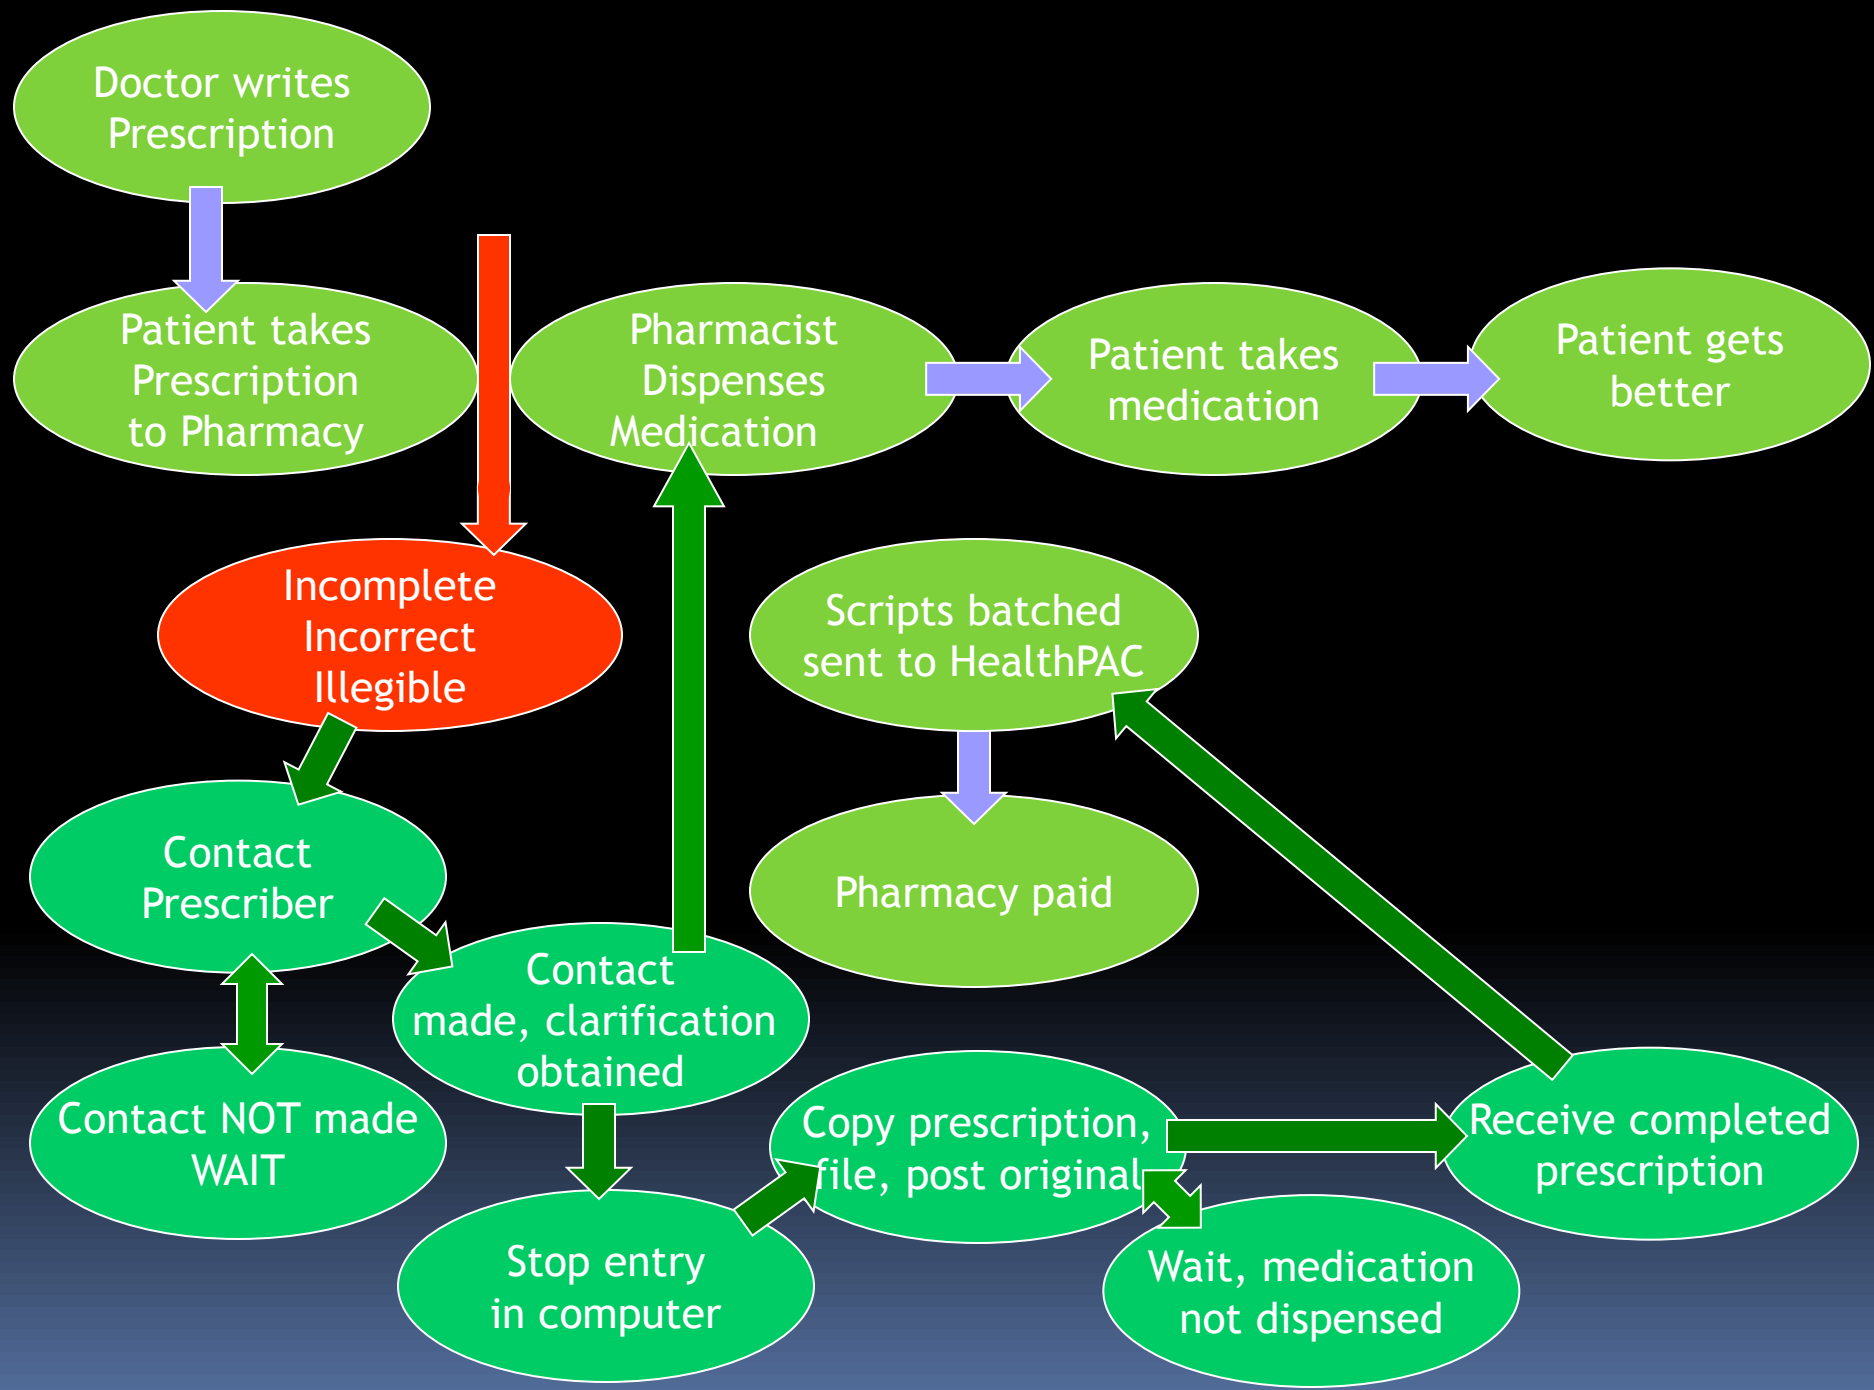 Doctor writes
Prescription
Patient takes
Prescription
to Pharmacy
Pharmacist
Dispenses
Medication
Patient takes
medication
Patient gets
better
Incomplete
Incorrect
Illegible
Scripts batched
sent to HealthPAC
Contact
Prescriber
Pharmacy paid
Contact
made, clarification
obtained
Contact NOT made
WAIT
Copy prescription,
file, post original
Receive completed
prescription
Stop entry
in computer
Wait, medication
not dispensed